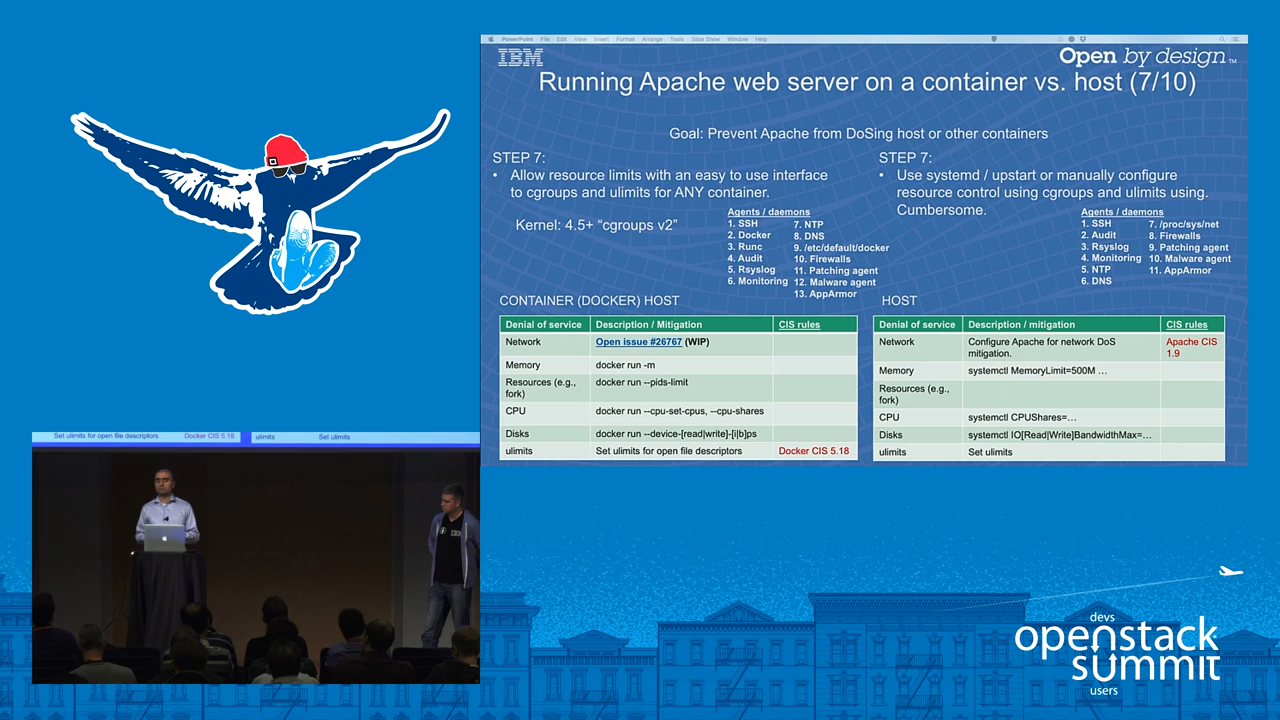 PowerPoint File Edit View Insert Format Arrange Tools Slide Show Window Help
IBM
Open by design™
Running Apache web server on a container vs. host (7/10)
Goal: Prevent Apache from DoSing host or other containers
STEP 7:
• Allow resource limits with an easy to use interface
to cgroups and ulimits for ANY container.
Kernel: 4.5+ “cgroups v2”
Agents / daemons
1. SSH
2. Docker
3. Runc
4. Audit
5. Rsyslog
6. Monitoring
7. NTP
8. DNS
9. /etc/default/docker
10. Firewalls
11. Patching agent
12. Malware agent
13. AppArmor
CONTAINER (DOCKER) HOST
Denial of service Description / Mitigation CIS rules
Network Open issue #26767 (WIP)
Memory docker run -m
Resources (e.g., docker run --pids-limit
fork)
CPU docker run --cpu-set-cpus, --cpu-shares
Disks docker run --device-[read|write]-[i|b]ps
ulimits Set ulimits for open file descriptors Docker CIS 5.18
STEP 7:
• Use systemd / upstart or manually configure
resource control using cgroups and ulimits using.
Cumbersome.
Agents / daemons
1. SSH
2. Audit
3. Rsyslog
4. Monitoring
5. NTP
6. DNS
7. /proc/sys/net
8. Firewalls
9. Patching agent
10. Malware agent
11. AppArmor
HOST
Denial of service Description / mitigation CIS rules
Network Configure Apache for network DoS Apache CIS
mitigation. 1.9
Memory systemctl MemoryLimit=500M ...
Resources (e.g.,
fork)
CPU systemctl CPUShares=...
Disks systemctl IO[Read|Write]BandwidthMax=...
ulimits Set ulimits
Set ulimits for open file descriptors Docker CIS 5.18 ulimits Set ulimits
IBM
devs
openstack
summit
users